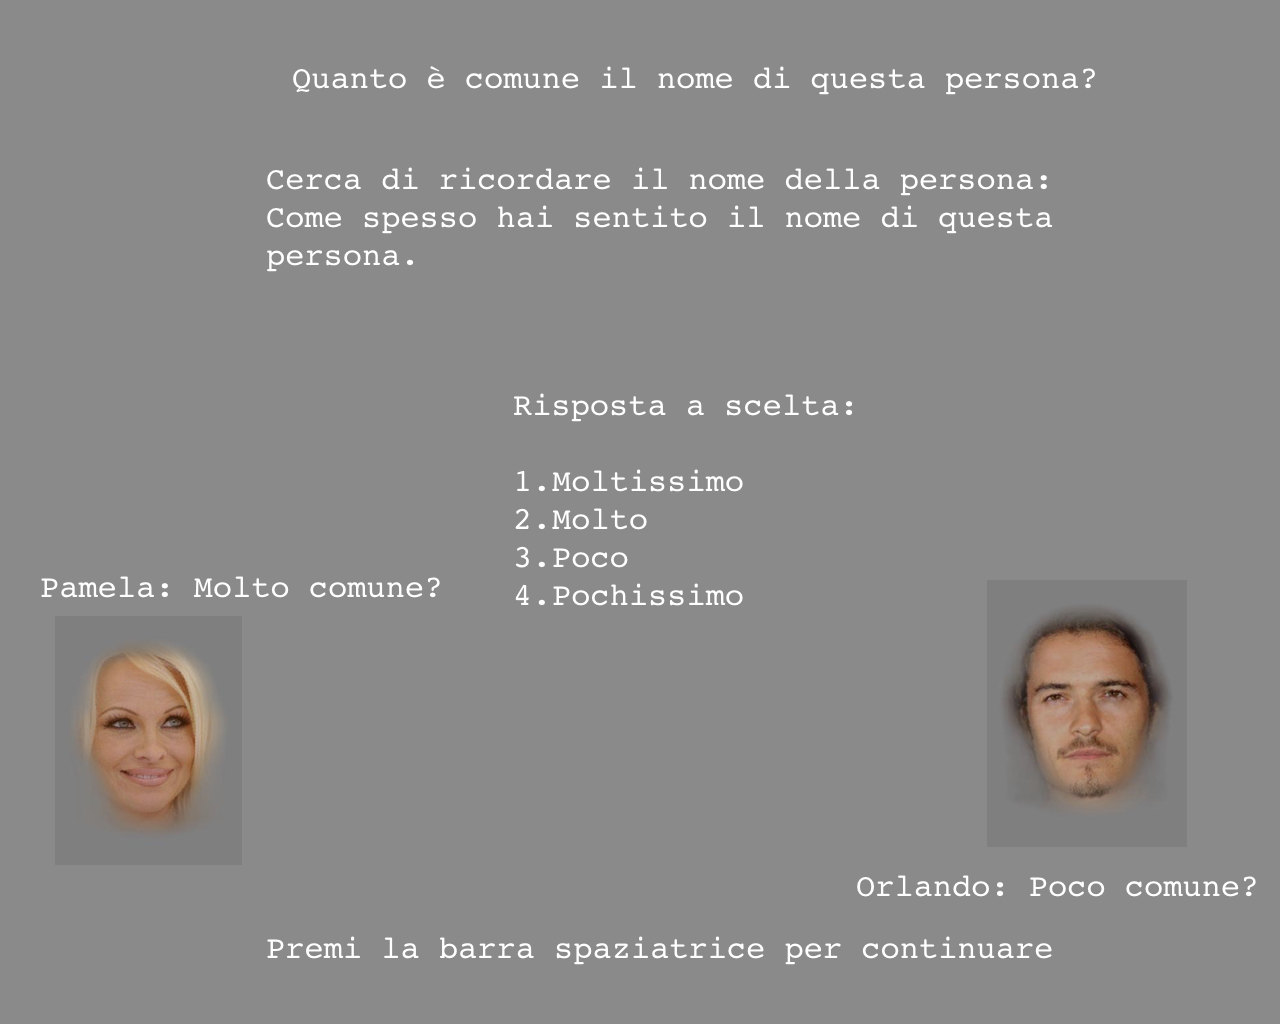 Quanto è comune il nome di questa persona?
Cerca di ricordare il nome della persona:
Come spesso hai sentito il nome di questa
persona.
Risposta a scelta:
1.Moltissimo
2.Molto
3.Poco
4.Pochissimo
Pamela: Molto comune?
Orlando: Poco comune?
Premi la barra spaziatrice per continuare